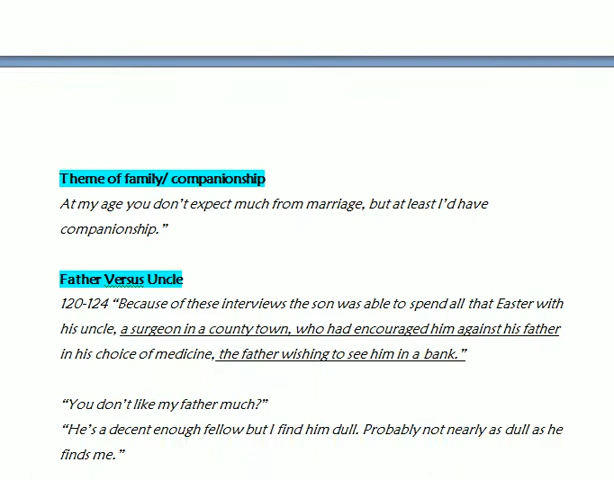 Theme of family/ companionship
At my age you don't expect much from marriage, but at least I'd have
companionship.”
Father Versus Uncle
120-124 “Because of these interviews the son was able to spend all that Easter with
his uncle, a surgeon in a county town, who had encouraged him against his father
in his choice of medicine, the father wishing to see him in a bank.”
“You don't like my father much?”
“He's a decent enough fellow but I find him dull. Probably not nearly as dull as he
finds me.”